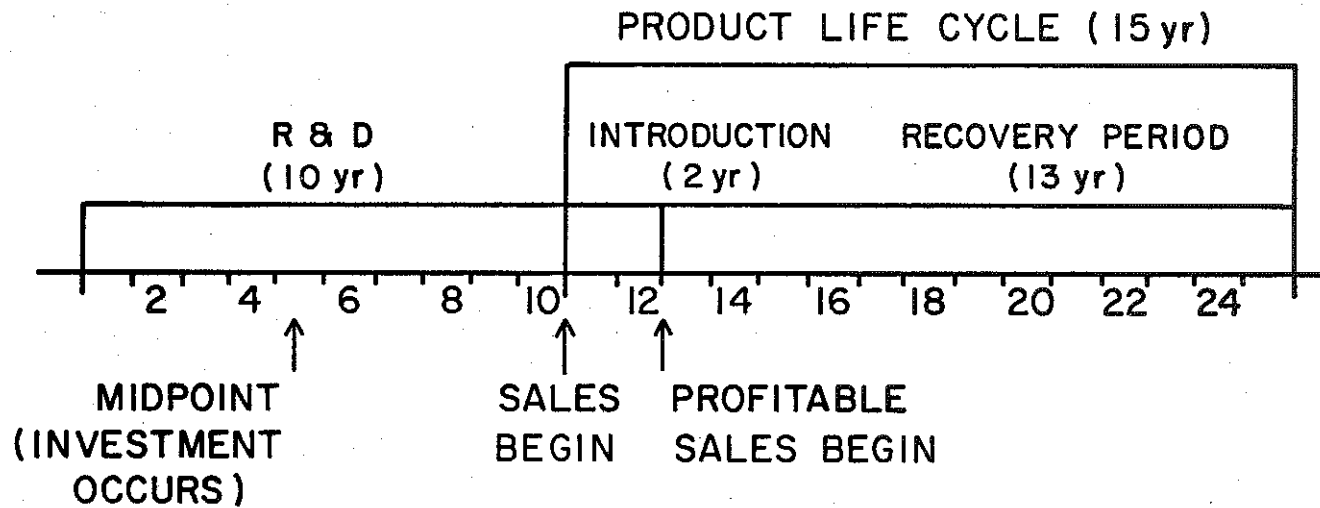 PRODUCT LIFE CYCLE (15 yr)
R & D
(10 yr)
INTRODUCTION
(2 yr)
RECOVERY PERIOD
(13 yr)
2 4 6 8 10 12 14 16 18 20 22 24
MIDPOINT
(INVESTMENT
OCCURS)
SALES
BEGIN
PROFITABLE
SALES BEGIN